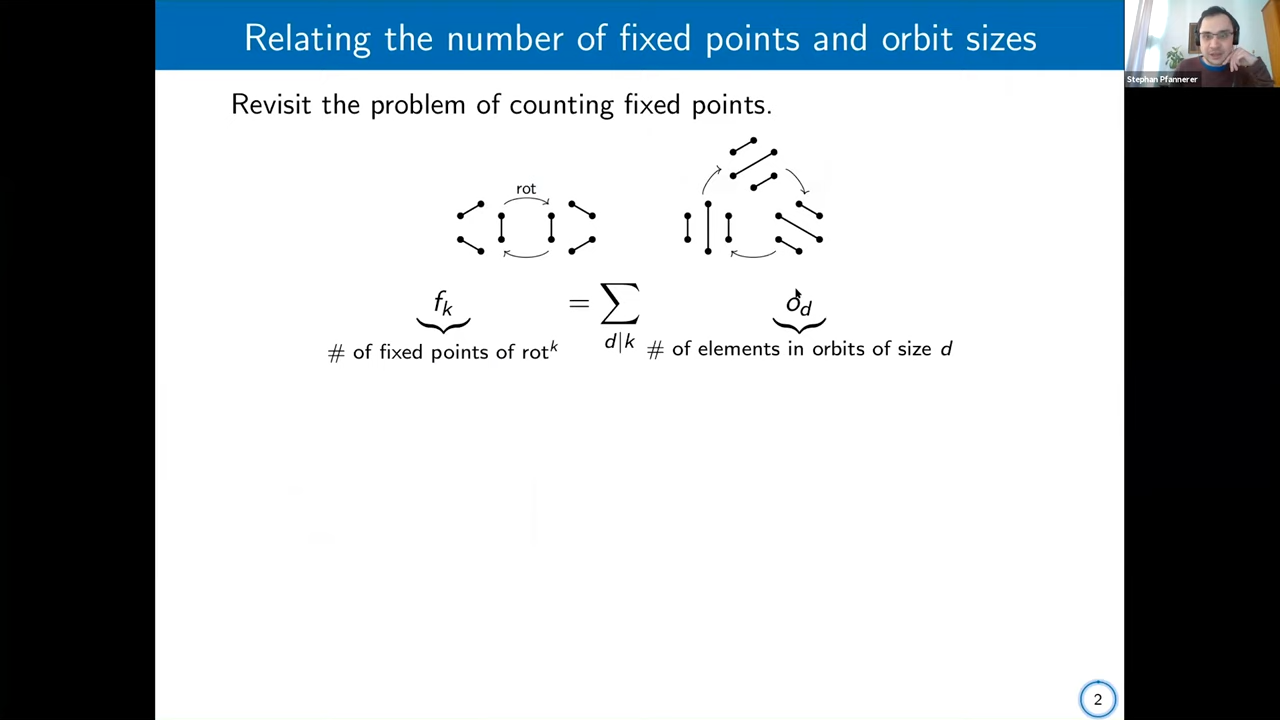 Relating the number of fixed points and orbit sizes
Stephan Pfannerer
Revisit the problem of counting fixed points.
rot
f_k = ∑_{d|k} o_d
# of fixed points of rot^k
# of elements in orbits of size d
2